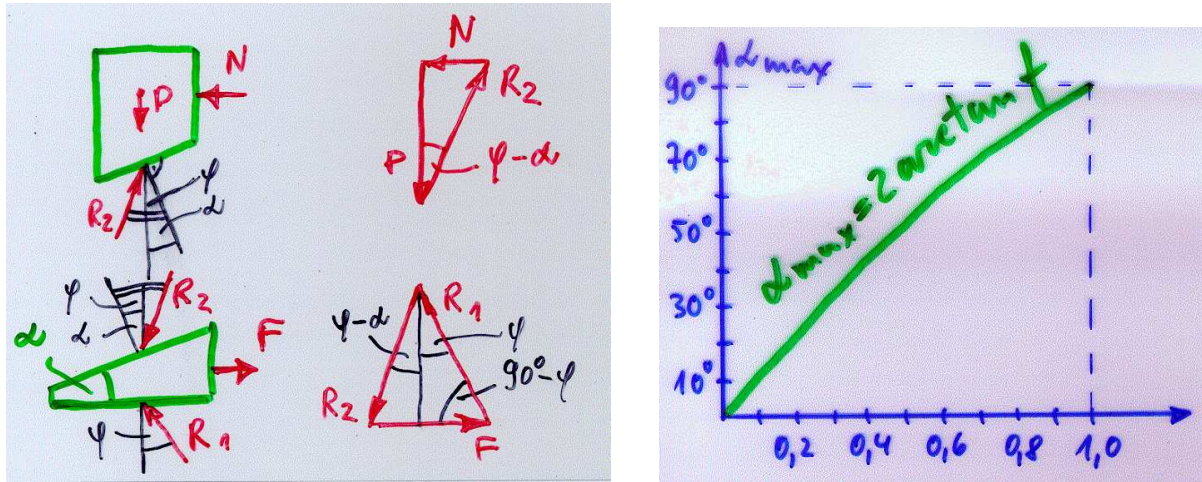 N
P
N
R₂
P
φ-α
φ
α
R₂
φ
α
R₂
α
F
φ
R₁
R₁
φ-α
φ
90°-φ
R₂
F
αmax
90°
70°
50°
30°
10°
αmax = 2 arctan f
0,2 0,4 0,6 0,8 1,0